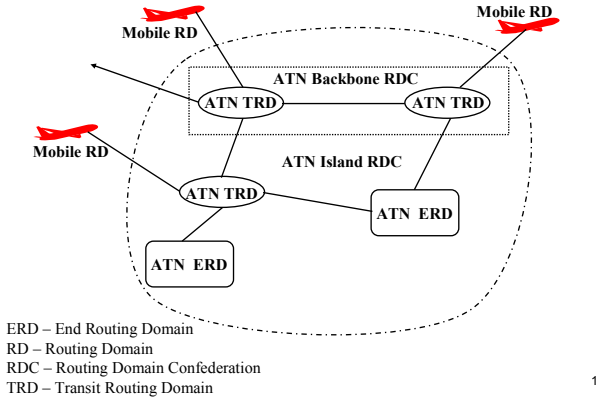 Mobile RD
Mobile RD
ATN Backbone RDC
ATN TRD
ATN TRD
Mobile RD
ATN Island RDC
ATN TRD
ATN ERD
ATN ERD
ERD – End Routing Domain
RD – Routing Domain
RDC – Routing Domain Confederation
TRD – Transit Routing Domain
1